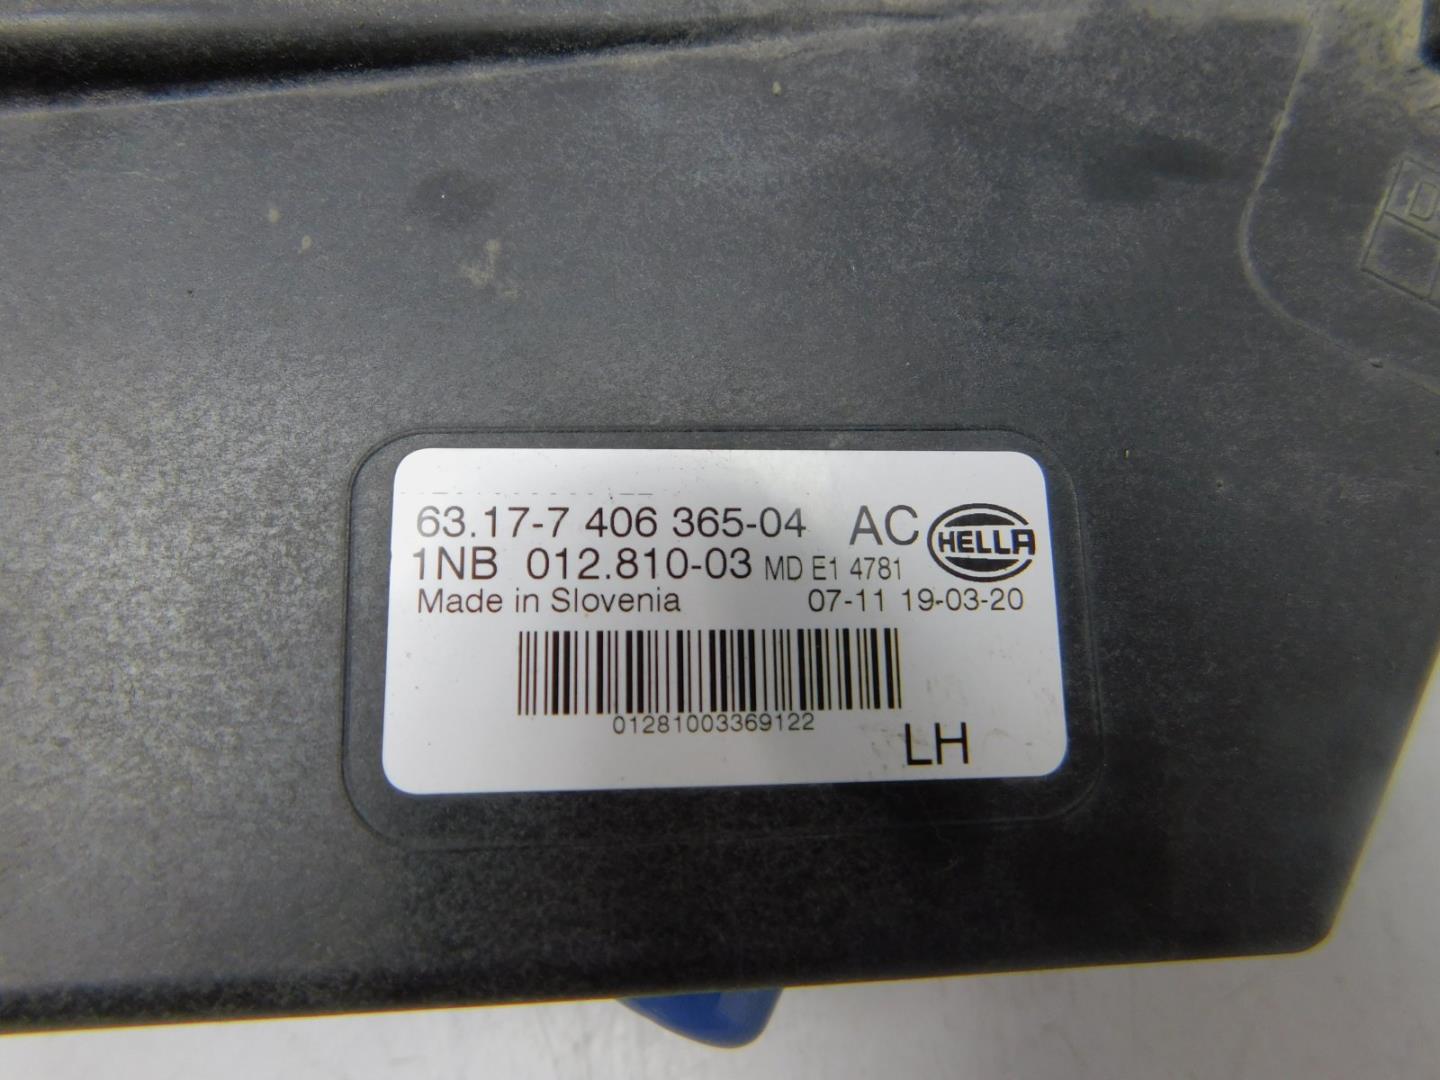 63.17-7 406 365-04 AC HELLA
1NB 012.810-03 MD E1 4781
Made in Slovenia 07-11 19-03-20
01281003369122
LH